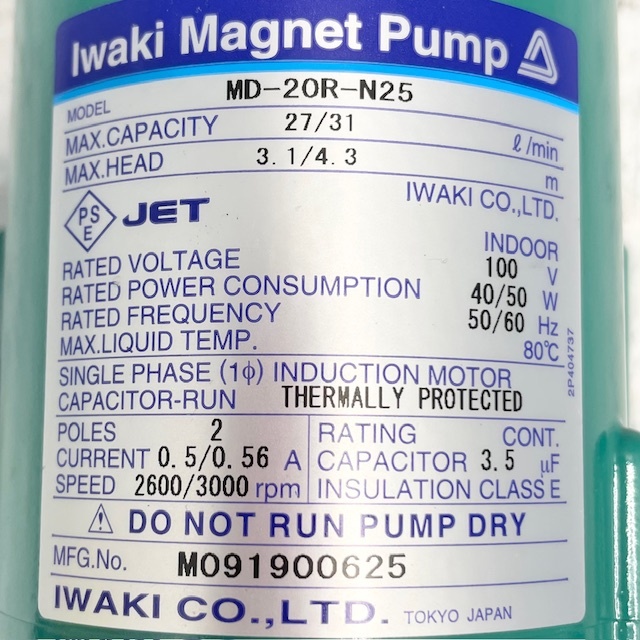 Iwaki Magnet Pump
MODEL MD-20R-N25
MAX.CAPACITY 27/31 ℓ/min
MAX.HEAD 3.1/4.3 m
PSE JET IWAKI CO.,LTD.
INDOOR
RATED VOLTAGE 100 V
RATED POWER CONSUMPTION 40/50 W
RATED FREQUENCY 50/60 Hz
MAX.LIQUID TEMP. 80℃
2P404737
SINGLE PHASE (1ϕ) INDUCTION MOTOR
CAPACITOR-RUN THERMALLY PROTECTED
POLES 2 RATING CONT.
CURRENT 0.5/0.56 A CAPACITOR 3.5 μF
SPEED 2600/3000 rpm INSULATION CLASS E
⚠ DO NOT RUN PUMP DRY
MFG.No. M091900625
IWAKI CO.,LTD. TOKYO JAPAN